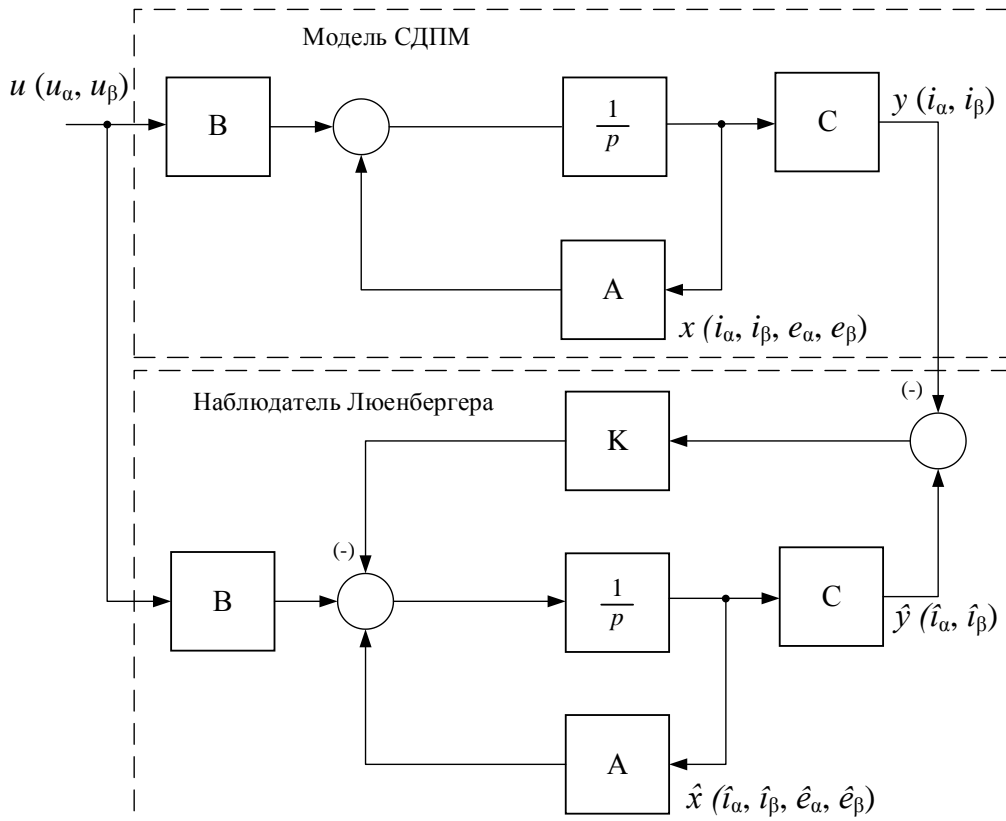 Модель СДПМ
u (uα, uβ)
B
1
p
C
y (iα, iβ)
A
x (iα, iβ, eα, eβ)
(-)
Наблюдатель Люенбергера
K
(-)
B
1
p
C
ŷ (îα, îβ)
A
x̂ (îα, îβ, êα, êβ)